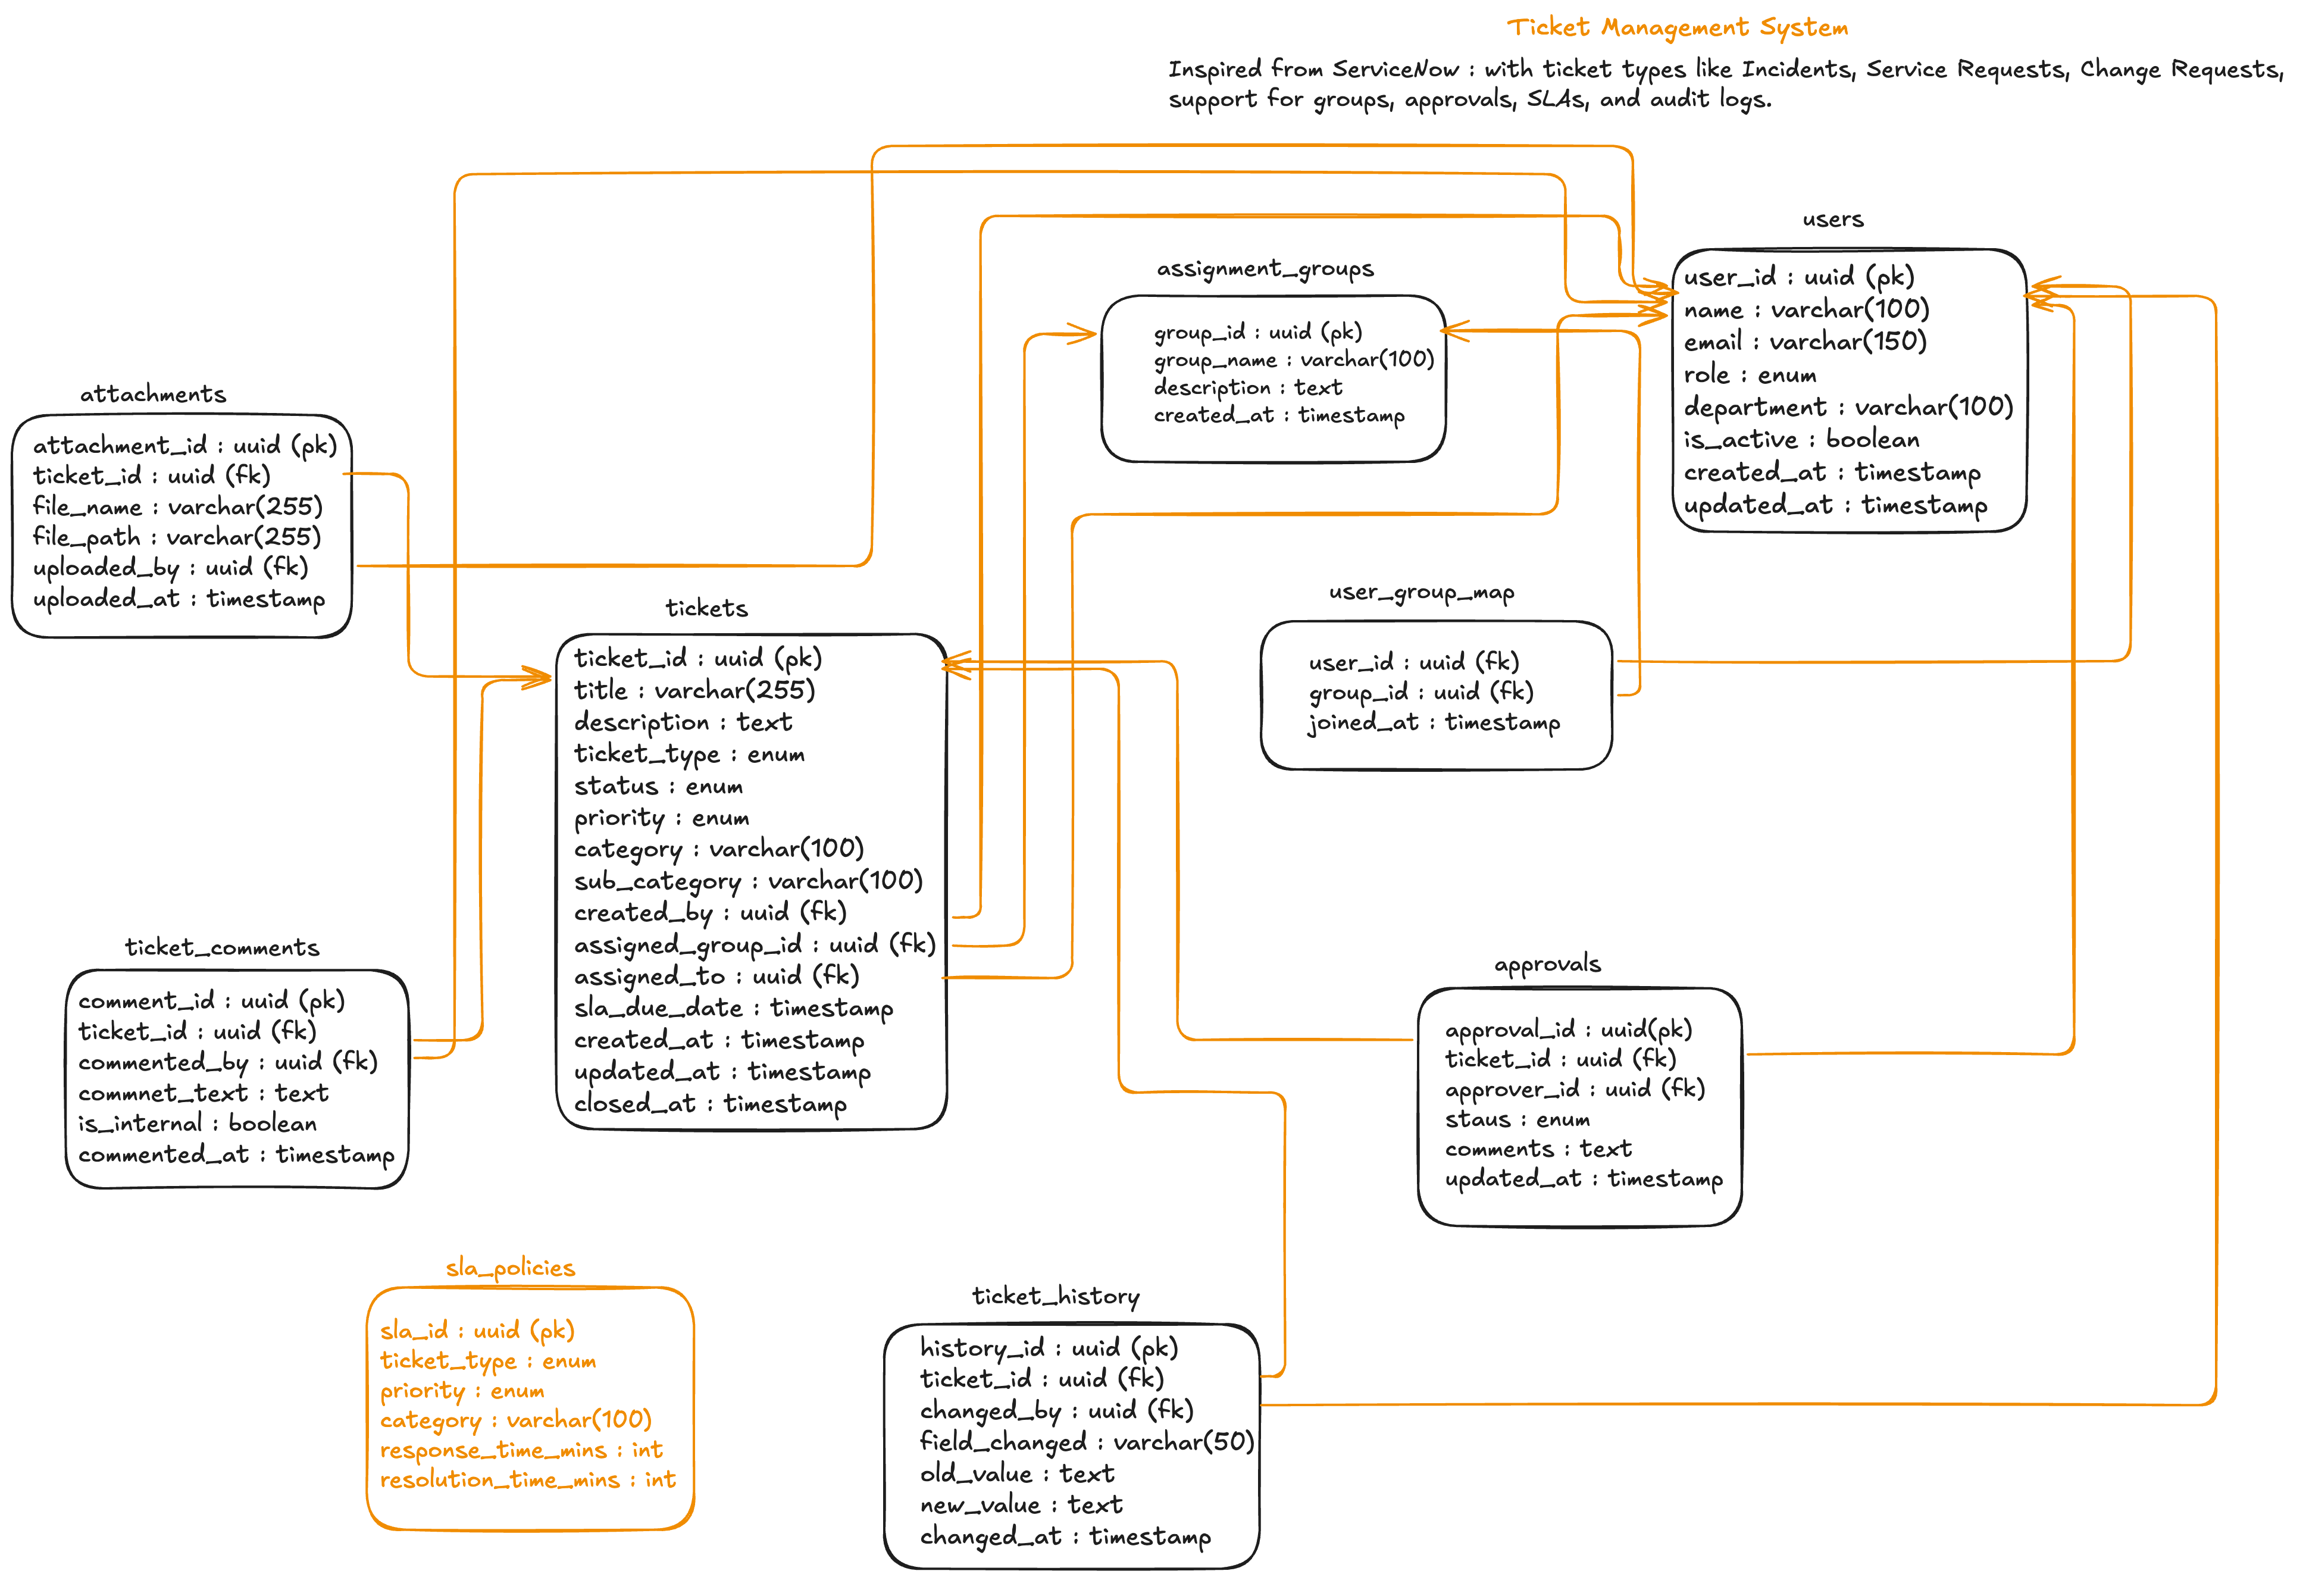 Ticket Management System
Inspired from ServiceNow : with ticket types like Incidents, Service Requests, Change Requests,
support for groups, approvals, SLAs, and audit logs.
users
user_id : uuid (pk)
name : varchar(100)
email : varchar(150)
role : enum
department : varchar(100)
is_active : boolean
created_at : timestamp
updated_at : timestamp
assignment_groups
group_id : uuid (pk)
group_name : varchar(100)
description : text
created_at : timestamp
attachments
attachment_id : uuid (pk)
ticket_id : uuid (fk)
file_name : varchar(255)
file_path : varchar(255)
uploaded_by : uuid (fk)
uploaded_at : timestamp
user_group_map
user_id : uuid (fk)
group_id : uuid (fk)
joined_at : timestamp
tickets
ticket_id : uuid (pk)
title : varchar(255)
description : text
ticket_type : enum
status : enum
priority : enum
category : varchar(100)
sub_category : varchar(100)
created_by : uuid (fk)
assigned_group_id : uuid (fk)
assigned_to : uuid (fk)
sla_due_date : timestamp
created_at : timestamp
updated_at : timestamp
closed_at : timestamp
ticket_comments
comment_id : uuid (pk)
ticket_id : uuid (fk)
commented_by : uuid (fk)
commnet_text : text
is_internal : boolean
commented_at : timestamp
approvals
approval_id : uuid(pk)
ticket_id : uuid (fk)
approver_id : uuid (fk)
staus : enum
comments : text
updated_at : timestamp
sla_policies
sla_id : uuid (pk)
ticket_type : enum
priority : enum
category : varchar(100)
response_time_mins : int
resolution_time_mins : int
ticket_history
history_id : uuid (pk)
ticket_id : uuid (fk)
changed_by : uuid (fk)
field_changed : varchar(50)
old_value : text
new_value : text
changed_at : timestamp